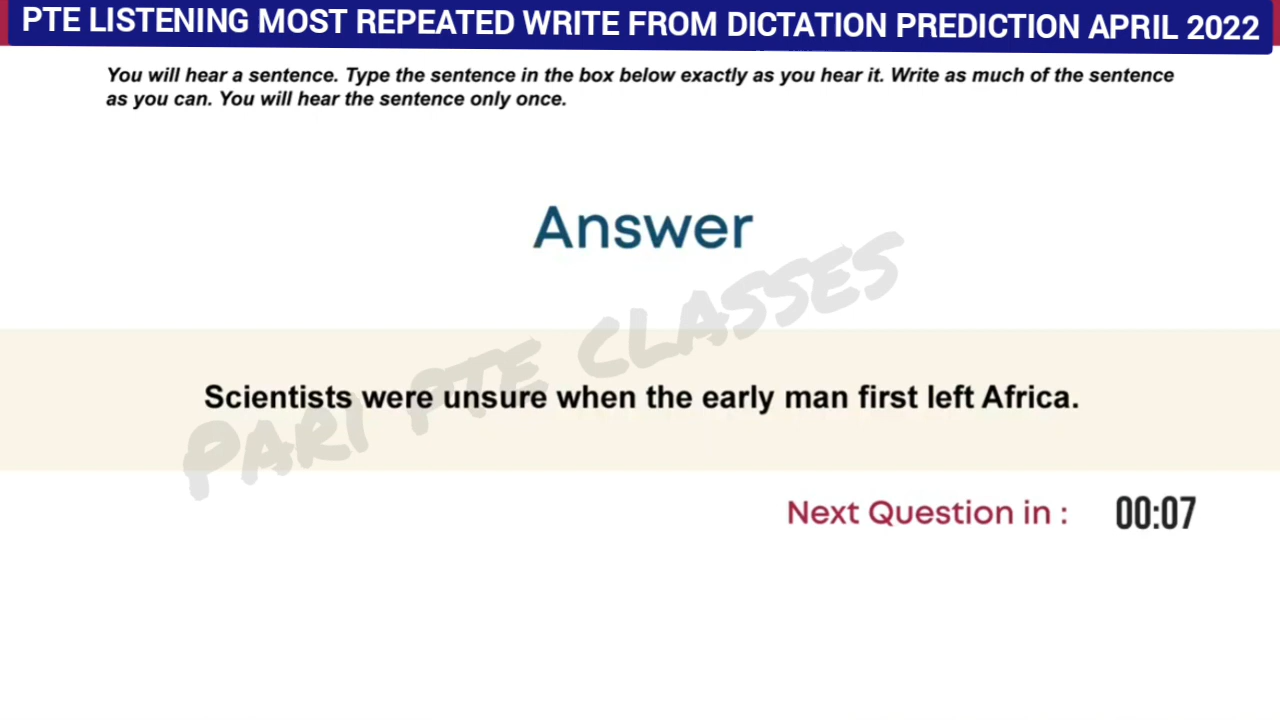 PTE LISTENING MOST REPEATED WRITE FROM DICTATION PREDICTION APRIL 2022
You will hear a sentence. Type the sentence in the box below exactly as you hear it. Write as much of the sentence
as you can. You will hear the sentence only once.
Answer
PARI PTE CLASSES
Scientists were unsure when the early man first left Africa.
Next Question in : 00:07